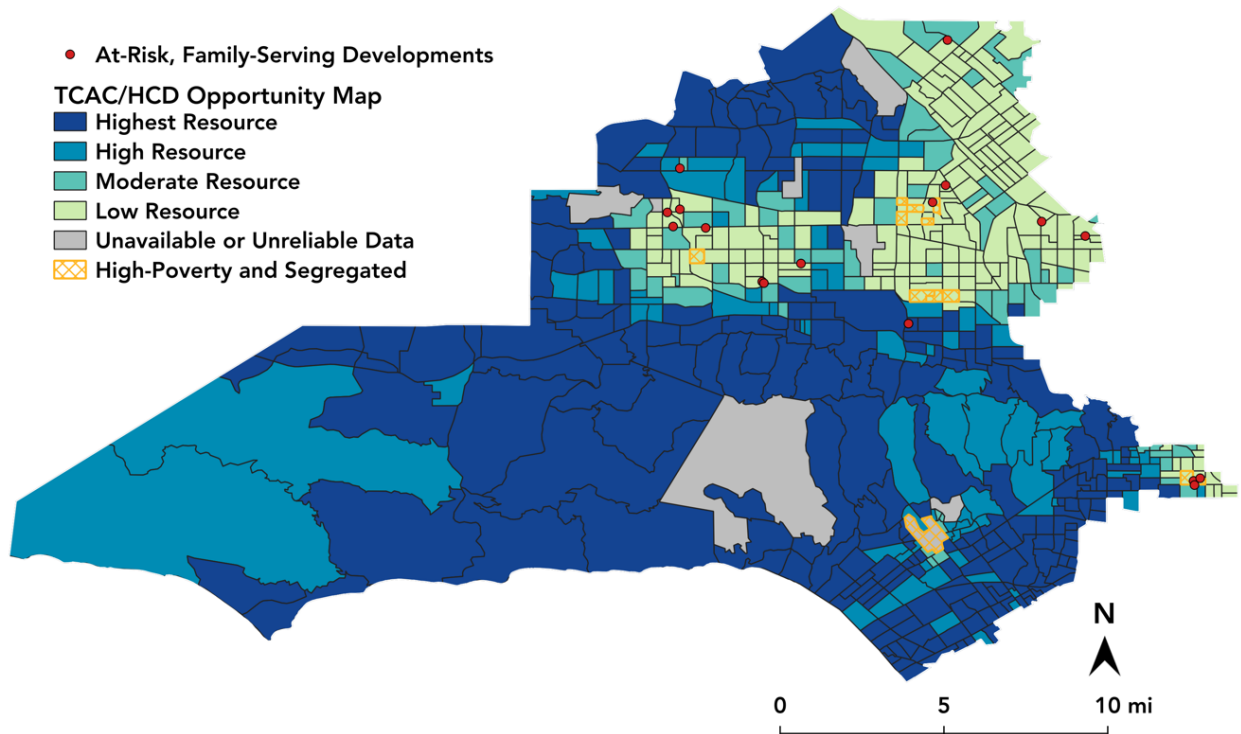 At-Risk, Family-Serving Developments
TCAC/HCD Opportunity Map
Highest Resource
High Resource
Moderate Resource
Low Resource
Unavailable or Unreliable Data
High-Poverty and Segregated
N
0 5 10 mi